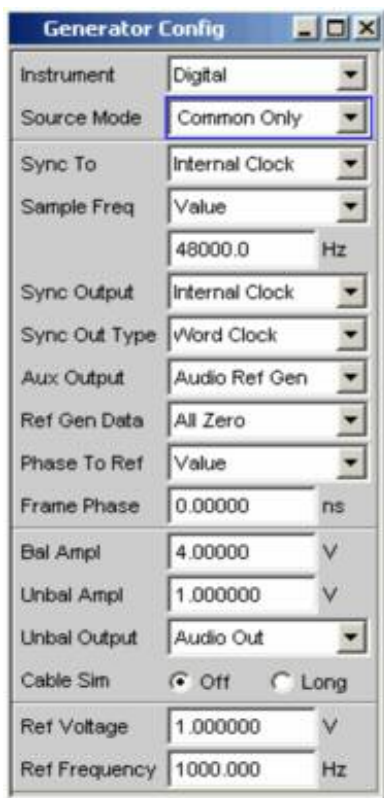 Generator Config
Instrument Digital
Source Mode Common Only
Sync To Internal Clock
Sample Freq Value
48000.0 Hz
Sync Output Internal Clock
Sync Out Type Word Clock
Aux Output Audio Ref Gen
Ref Gen Data All Zero
Phase To Ref Value
Frame Phase 0.00000 ns
Bal Ampl 4.00000 V
Unbal Ampl 1.00000 V
Unbal Output Audio Out
Cable Sim Off Long
Ref Voltage 1.000000 V
Ref Frequency 1000.000 Hz